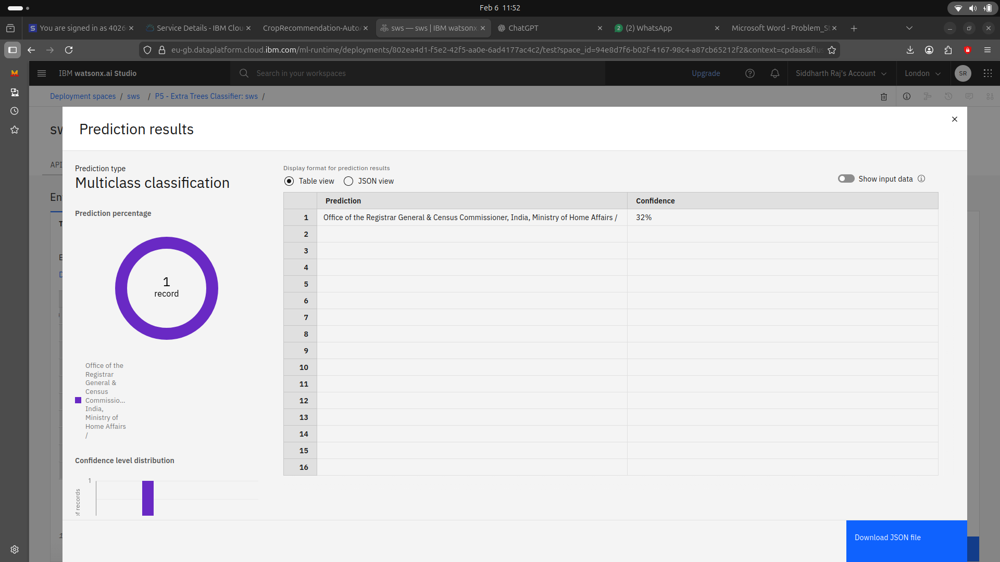 Feb 6 11:52
You are signed in as 4026
Service Details - IBM Clou
CropRecommendation-AutoA
sws — sws | IBM watsonx.
ChatGPT
2
(2) WhatsApp
Microsoft Word - Problem_St
eu-gb.dataplatform.cloud.ibm.com/ml-runtime/deployments/802ea4d1-f5e2-42f5-aa0e-6ad4177ac4c2/test?space_id=94e8d7f6-b02f-4167-98c4-a87cb65212f2&context=cpdaas&flus
IBM watsonx.ai Studio
Search in your workspaces
Upgrade
Siddharth Raj's Account
London
SR
Deployment spaces / sws / P5 - Extra Trees Classifier: sws /
Prediction results
API
Prediction type
Multiclass classification
Prediction percentage
1
record
Office of the
Registrar
General &
Census
Commissio...
India,
Ministry of
Home Affairs
/
Confidence level distribution
1
of records
Display format for prediction results
Table view
JSON view
Show input data
Prediction Confidence
1 Office of the Registrar General & Census Commissioner, India, Ministry of Home Affairs / 32%
2
3
4
5
6
7
8
9
10
11
12
13
14
15
16
Download JSON file